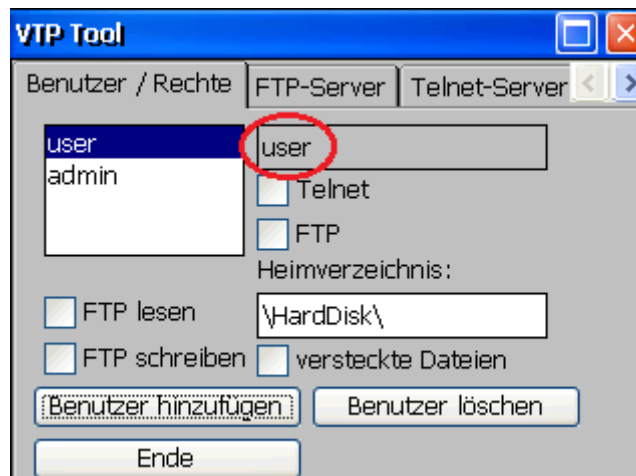 VTP Tool
Benutzer / Rechte
FTP-Server
Telnet-Server
user
admin
user
Telnet
FTP
Heimverzeichnis:
FTP lesen
\HardDisk\
FTP schreiben
versteckte Dateien
Benutzer hinzufügen
Benutzer löschen
Ende